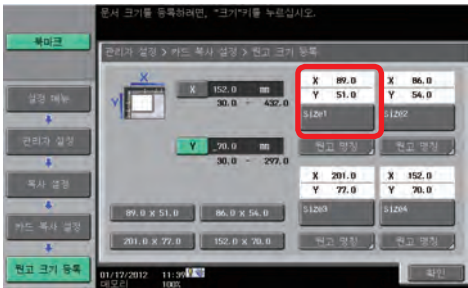 문서 크기를 등록하려면, "크기"키를 누르십시오.
북마크
관리자 설정 > 카드 복사 설정 > 원고 크기 등록
설정 메뉴
관리자 설정
복사 설정
카드 복사 설정
원고 크기 등록
X
Y
X 152.0 mm
30.0 - 432.0
Y 70.0 mm
30.0 - 297.0
89.0 x 51.0 86.0 x 54.0
201.0 x 77.0 152.0 x 70.0
X 89.0
Y 51.0
size1
원고 명칭
X 86.0
Y 54.0
size2
원고 명칭
X 201.0
Y 77.0
size3
원고 명칭
X 152.0
Y 70.0
size4
원고 명칭
01/17/2012 11:39
메모리 100%
확인